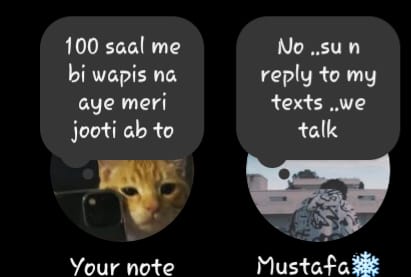 100 saal me
bi wapis na
aye meri
jooti ab to
No ..su n
reply to my
texts ..we
talk
Your note
Mustafa❄️